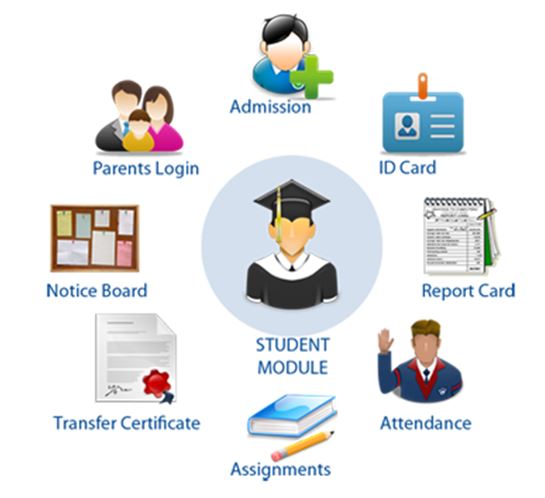 Admission
Parents Login
ID Card
Notice Board
Report Card
STUDENT
MODULE
Transfer Certificate
Attendance
Assignments